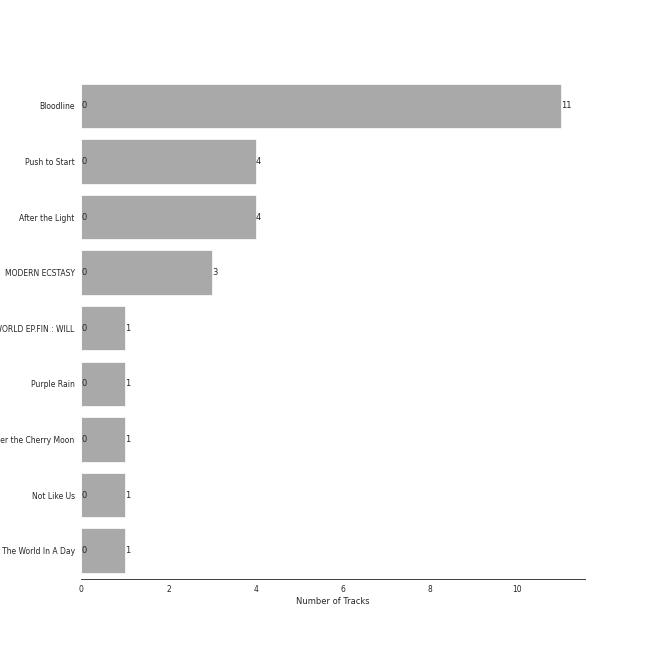 Bloodline 0 11
Push to Start 0 4
After the Light 0 4
MODERN ECSTASY 0 3
EP.FIN : WILL 0 1
Purple Rain 0 1
the Cherry Moon 0 1
Not Like Us 0 1
The World In A Day 0 1
0 2 4 6 8 10
Number of Tracks